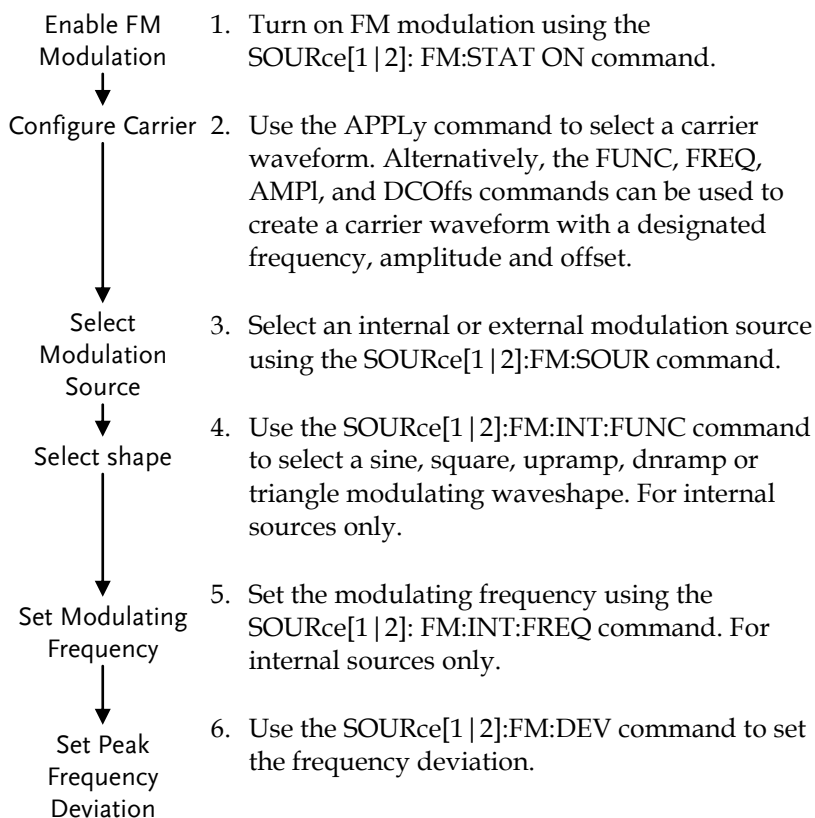 Enable FM
Modulation
1. Turn on FM modulation using the
SOURce[1|2]: FM:STAT ON command.
Configure Carrier
2. Use the APPLy command to select a carrier
waveform. Alternatively, the FUNC, FREQ,
AMPl, and DCOffs commands can be used to
create a carrier waveform with a designated
frequency, amplitude and offset.
Select
Modulation
Source
3. Select an internal or external modulation source
using the SOURce[1|2]:FM:SOUR command.
Select shape
4. Use the SOURce[1|2]:FM:INT:FUNC command
to select a sine, square, upramp, dnramp or
triangle modulating waveshape. For internal
sources only.
Set Modulating
Frequency
5. Set the modulating frequency using the
SOURce[1|2]: FM:INT:FREQ command. For
internal sources only.
Set Peak
Frequency
Deviation
6. Use the SOURce[1|2]:FM:DEV command to set
the frequency deviation.